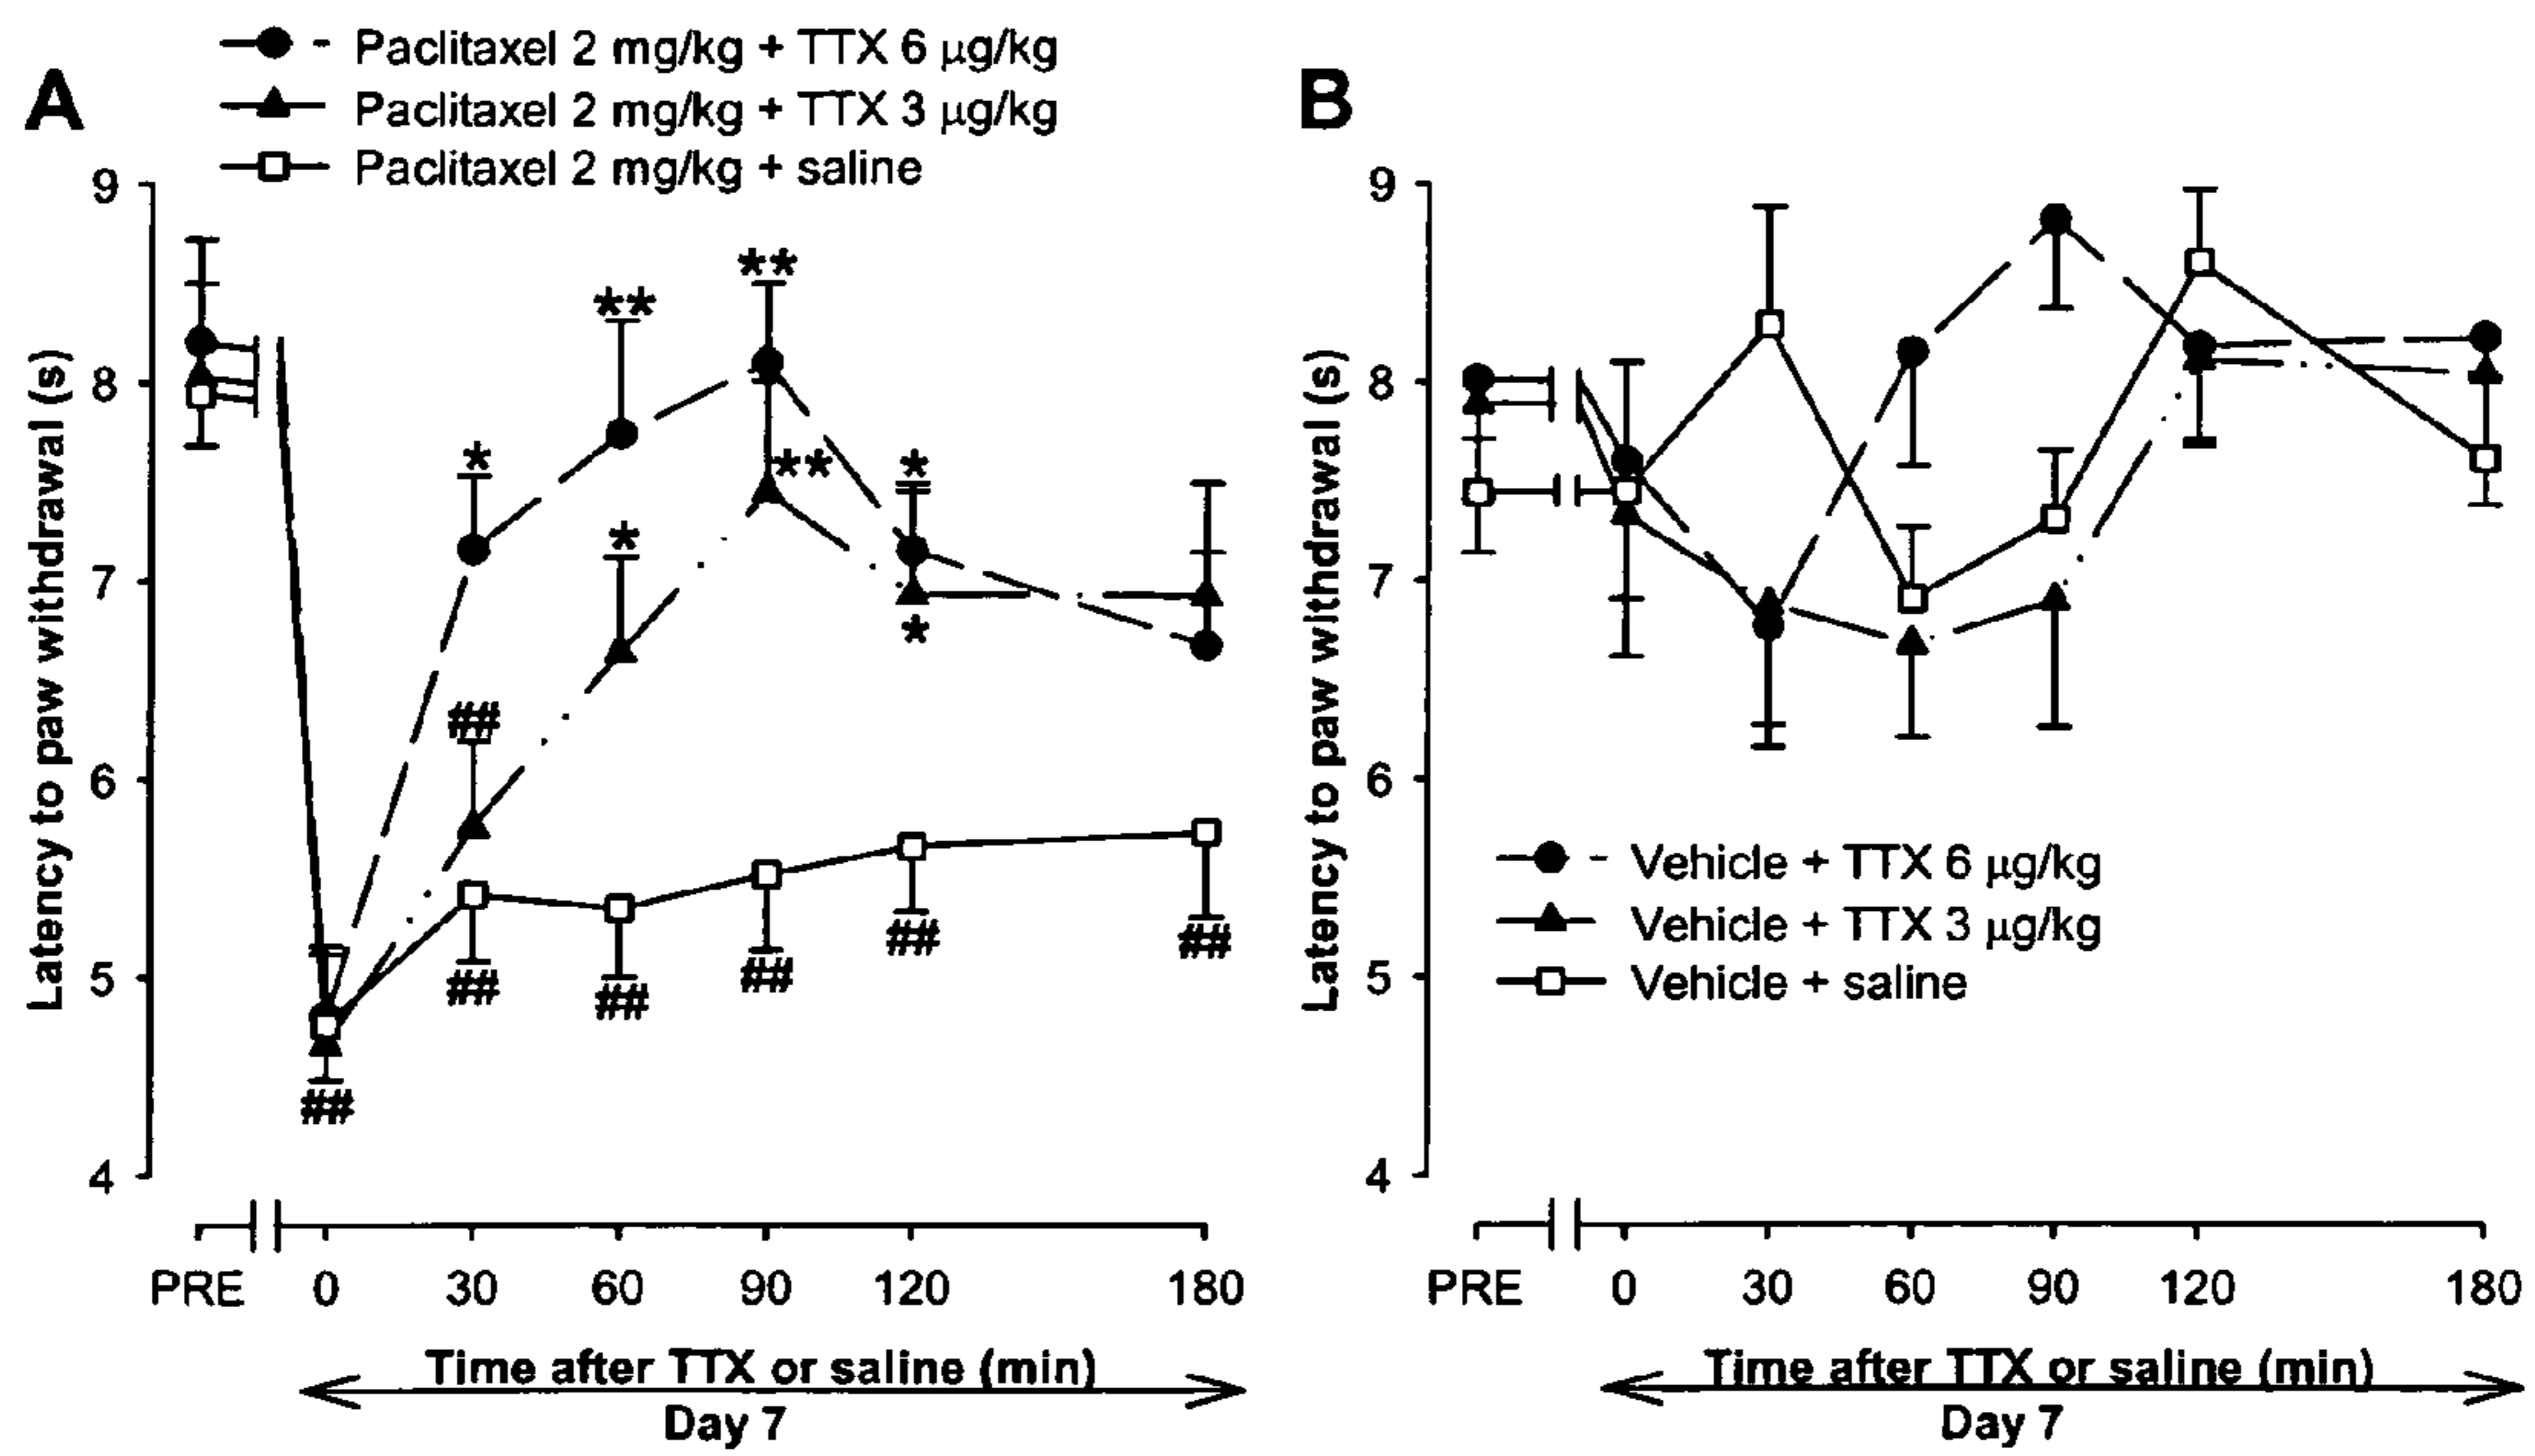 A
Paclitaxel 2 mg/kg + TTX 6 µg/kg
Paclitaxel 2 mg/kg + TTX 3 µg/kg
Paclitaxel 2 mg/kg + saline
Latency to paw withdrawal (s)
9
8
7
6
5
4
**
**
*
**
*
*
*
##
##
##
##
##
##
##
PRE 0 30 60 90 120 180
Time after TTX or saline (min)
Day 7
B
Latency to paw withdrawal (s)
9
8
7
6
5
4
Vehicle + TTX 6 µg/kg
Vehicle + TTX 3 µg/kg
Vehicle + saline
PRE 0 30 60 90 120 180
Time after TTX or saline (min)
Day 7